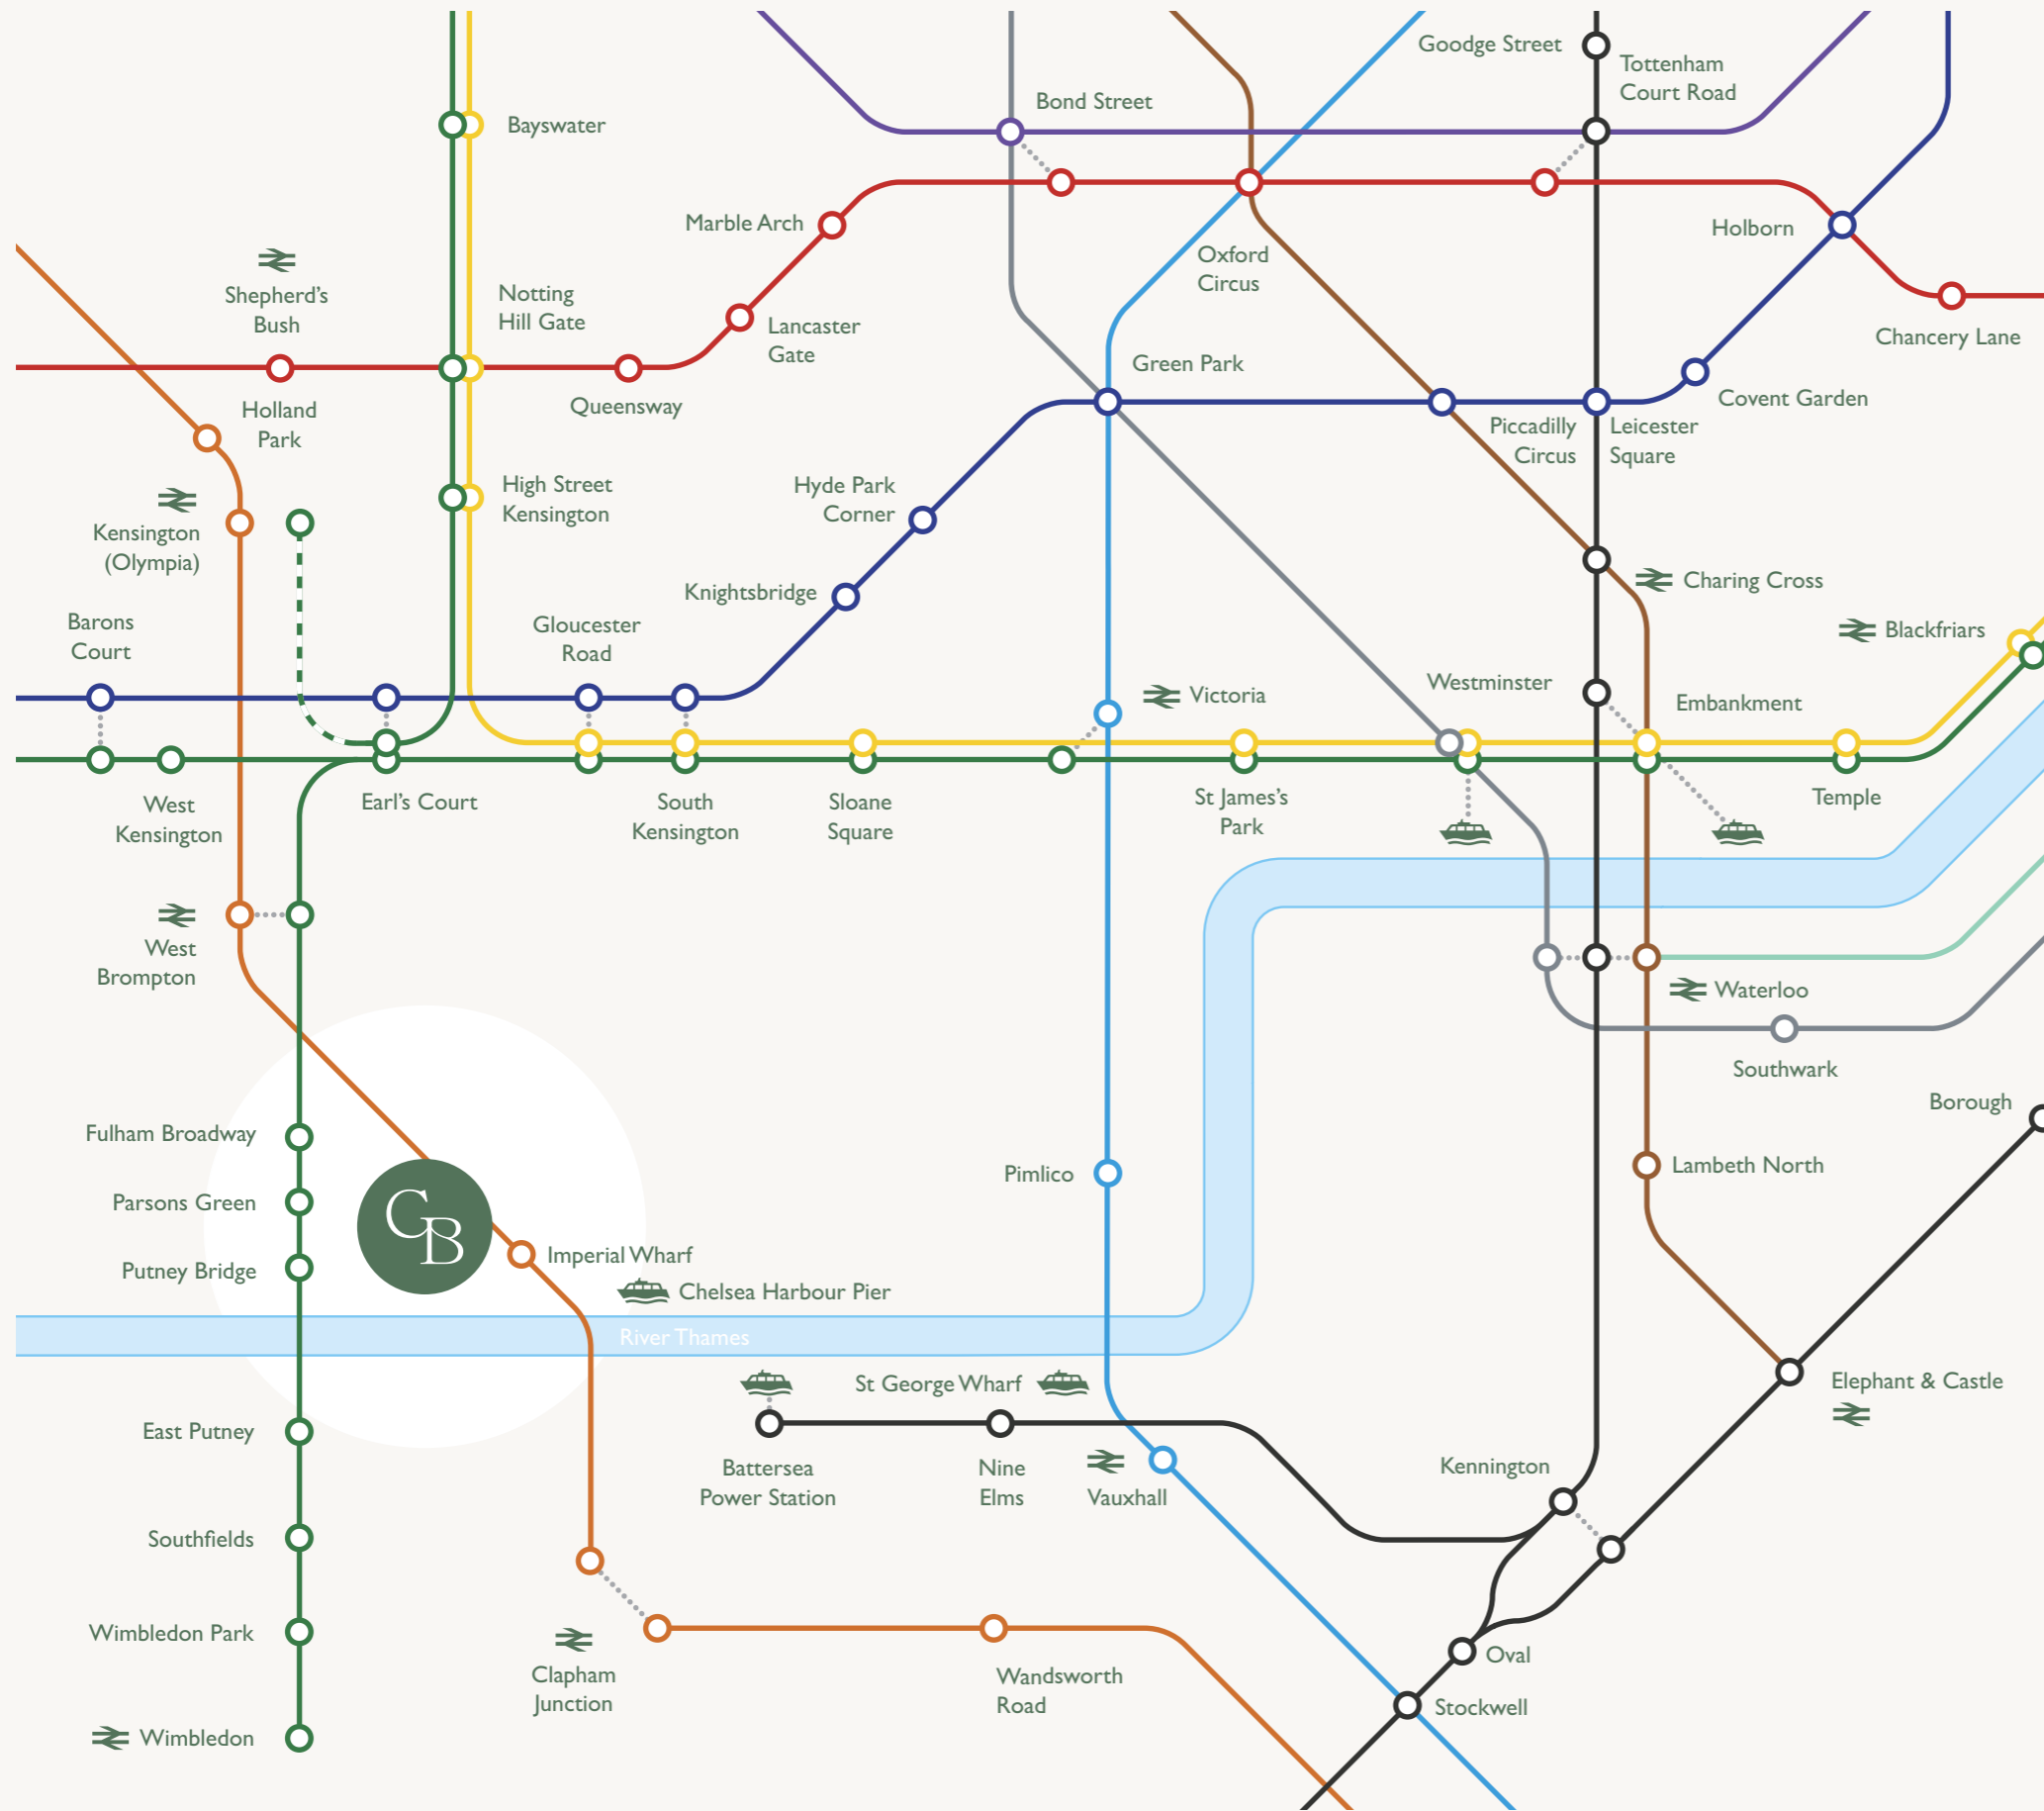 Goodge Street
Tottenham
Court Road
Bond Street
Bayswater
Marble Arch
Holborn
Oxford
Circus
Shepherd's
Bush
Notting
Hill Gate
Lancaster
Gate
Chancery Lane
Green Park
Holland
Park
Queensway
Covent Garden
Piccadilly
Circus
Leicester
Square
High Street
Kensington
Hyde Park
Corner
Kensington
(Olympia)
Knightsbridge
Charing Cross
Barons
Court
Gloucester
Road
Blackfriars
Westminster
Victoria
Embankment
West
Kensington
Earl's Court
South
Kensington
Sloane
Square
St James's
Park
Temple
West
Brompton
Waterloo
Southwark
Borough
Fulham Broadway
Lambeth North
Pimlico
Parsons Green
CB
Putney Bridge
Imperial Wharf
Chelsea Harbour Pier
River Thames
St George Wharf
Elephant & Castle
East Putney
Battersea
Power Station
Nine
Elms
Vauxhall
Kennington
Southfields
Wimbledon Park
Clapham
Junction
Wandsworth
Road
Oval
Stockwell
Wimbledon